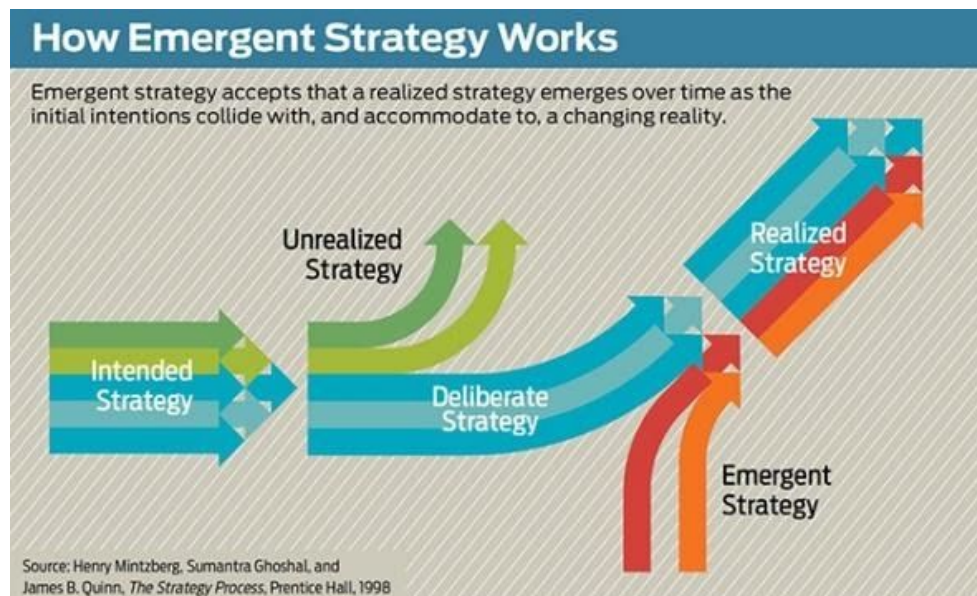 How Emergent Strategy Works
Emergent strategy accepts that a realized strategy emerges over time as the
initial intentions collide with, and accommodate to, a changing reality.
Unrealized
Strategy
Intended
Strategy
Deliberate
Strategy
Realized
Strategy
Emergent
Strategy
Source: Henry Mintzberg, Sumantra Ghoshal, and
James B. Quinn, The Strategy Process, Prentice Hall, 1998